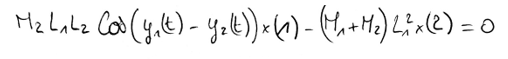 M₂ L₁ L₂ Cos(y₁(t) - y₂(t)) × (1) - (M₁ + M₂) L₁² × (2) = 0